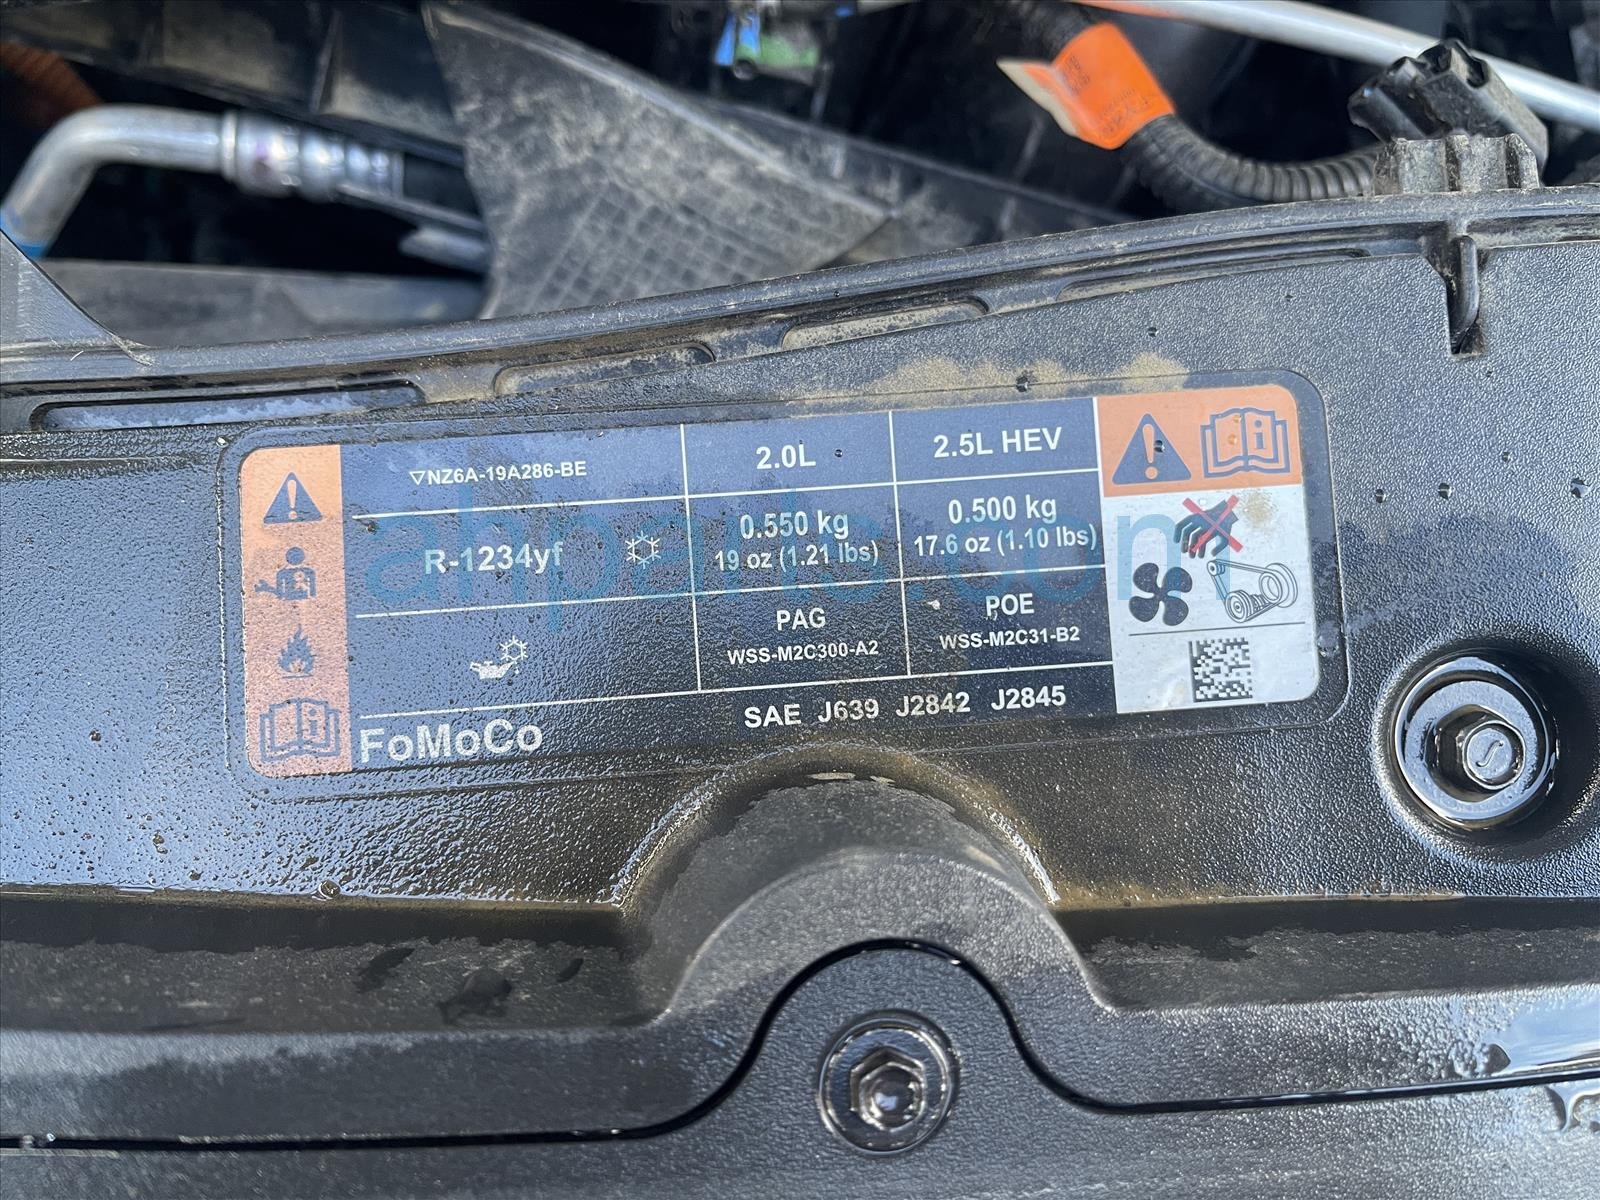 ▽NZ6A-19A286-BE
2.0L
2.5L HEV
R-1234yf
0.550 kg
19 oz (1.21 lbs)
0.500 kg
17.6 oz (1.10 lbs)
PAG
WSS-M2C300-A2
POE
WSS-M2C31-B2
FoMoCo
SAE J639 J2842 J2845
ahparts.com